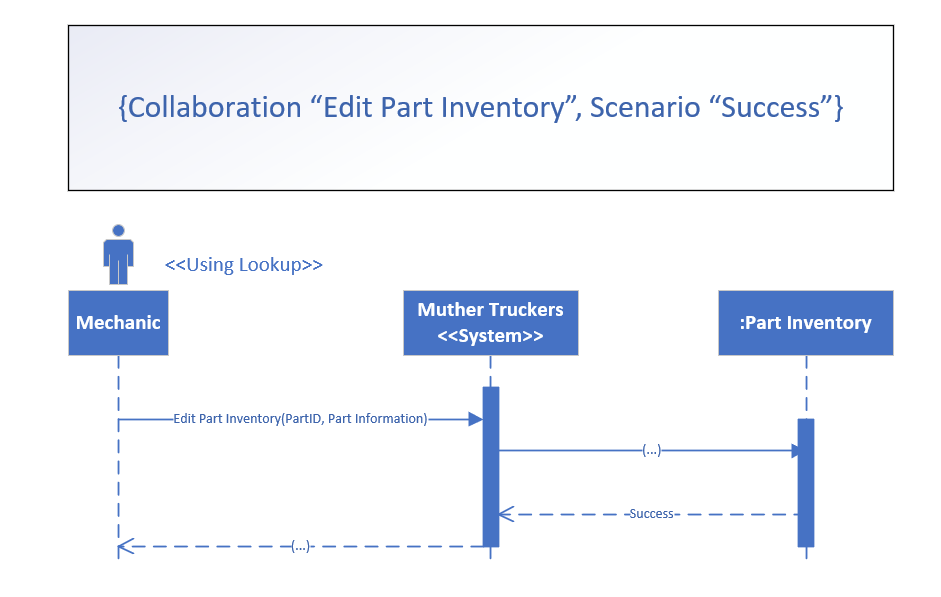 {Collaboration “Edit Part Inventory”, Scenario “Success”}
<<Using Lookup>>
Mechanic
Muther Truckers
<<System>>
:Part Inventory
Edit Part Inventory(PartID, Part Information)
(...)
Success
(...)